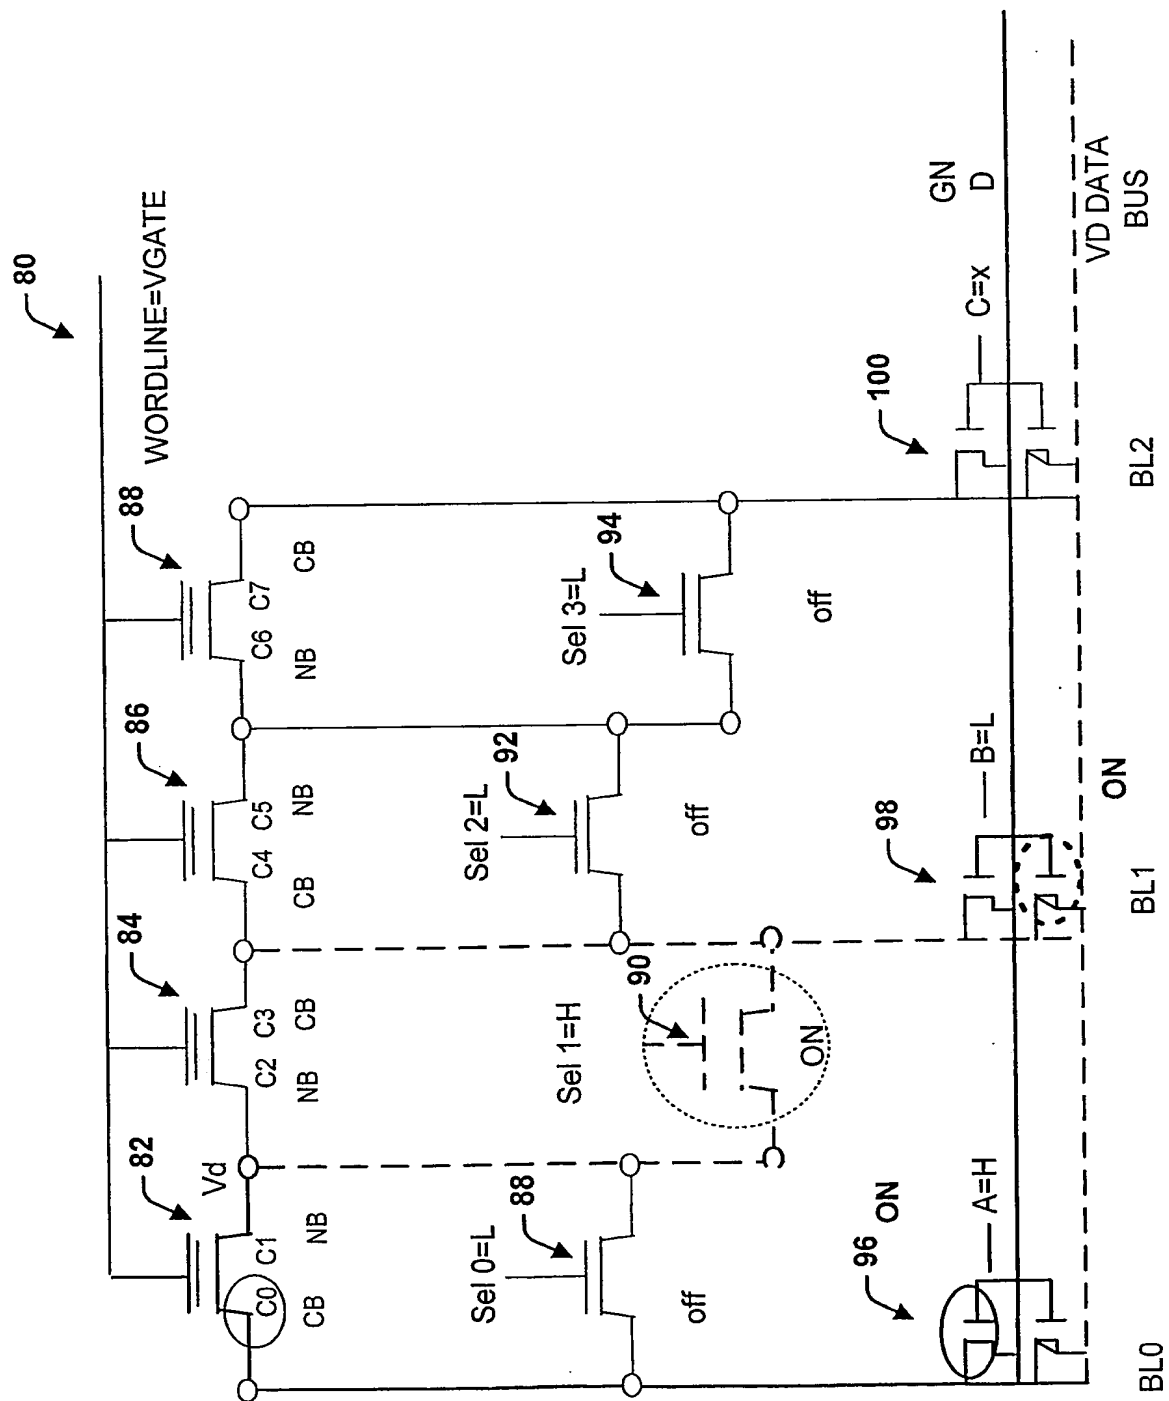 80
WORDLINE=VGATE
82
84
86
88
Vd
C0
C1
C2
C3
C4
C5
C6
C7
CB
NB
NB
CB
CB
NB
NB
CB
Sel 0=L
88
off
Sel 1=H
90
ON
Sel 2=L
92
off
Sel 3=L
94
off
96
ON
A=H
98
B=L
100
C=x
GN
D
VD DATA
BUS
ON
BL0
BL1
BL2